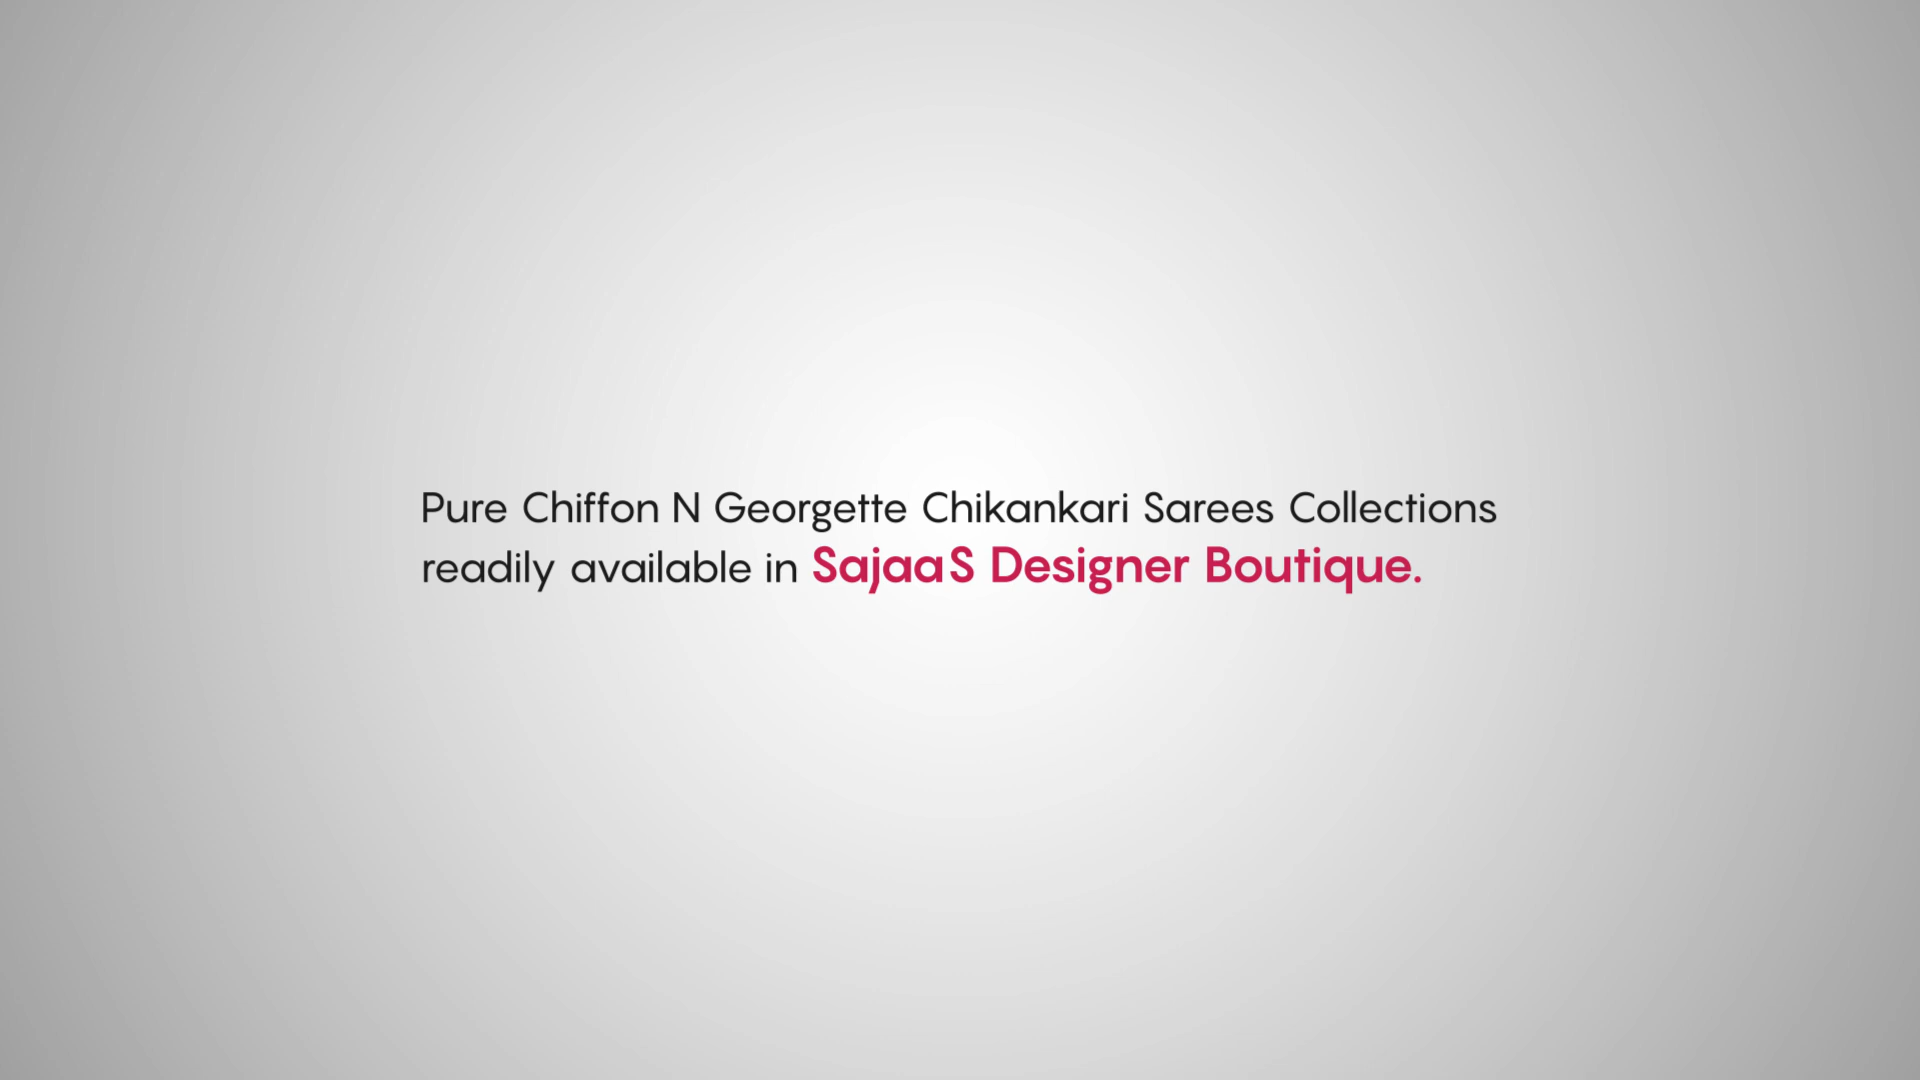 Pure Chiffon N Georgette Chikankari Sarees Collections
readily available in SajaaS Designer Boutique.